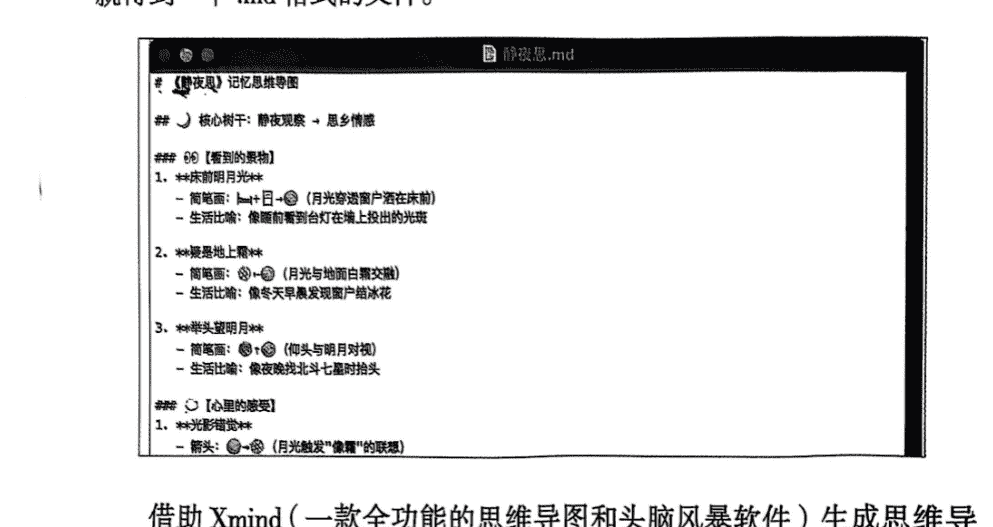 就得到一个.md 格式的文件。
静夜思.md
# 《静夜思》记忆思维导图
## 🌙 核心树干：静夜观察 → 思乡情感
### 👀【看到的景物】
1. **床前明月光**
- 简笔画：🛏+🪟→🌕（月光穿透窗户洒在床前）
- 生活比喻：像睡前看到台灯在墙上投出的光斑
2. **疑是地上霜**
- 简笔画：❄←🌕（月光与地面白霜交融）
- 生活比喻：像冬天早晨发现窗户结冰花
3. **举头望明月**
- 简笔画：↑（仰头与明月对视）
- 生活比喻：像夜晚找北斗七星时抬头
### 【心里的感受】
1. **光影错觉**
- 箭头：→（月光触发"像霜"的联想）
借助 Xmind（一款全功能的思维导图和头脑风暴软件）生成思维导